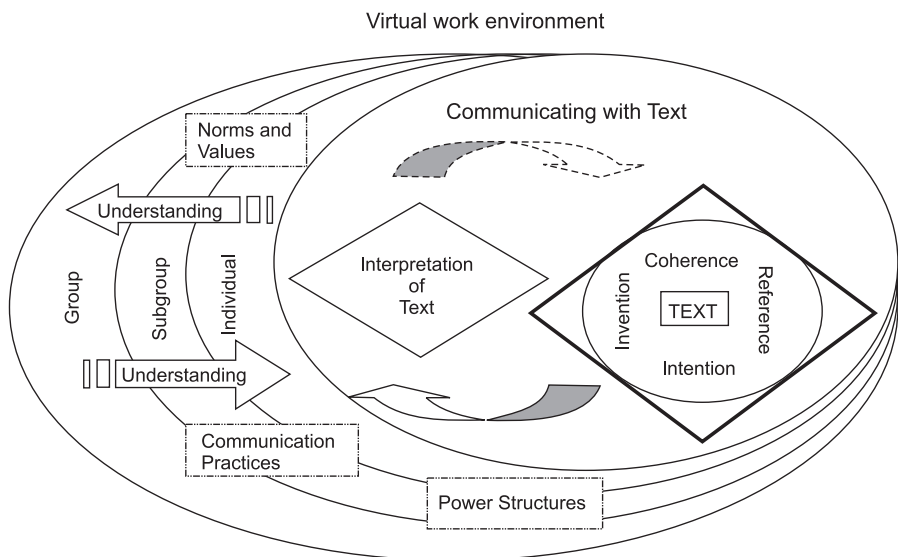 Virtual work environment
Communicating with Text
Norms and
Values
Understanding
Group
Subgroup
Individual
Interpretation
of
Text
Coherence
Invention
TEXT
Reference
Intention
Understanding
Communication
Practices
Power Structures